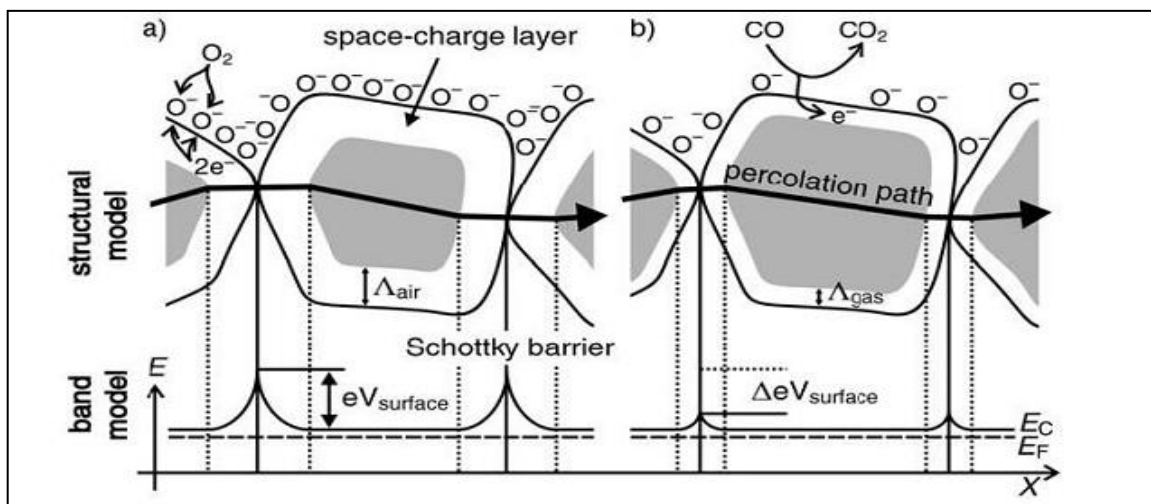 a)
space-charge layer
O₂
O⁻ O⁻ O⁻ O⁻ O⁻ ⁻O O⁻ ⁻O O⁻ O⁻ O⁻ O⁻ O⁻ O⁻ O⁼ ⁻O O⁻
2e⁻
Λair
structural model
b)
CO CO₂
O⁻ ⁻O ⁻O O⁻ O⁻ O⁻ O⁻ ⁻O O⁻
e⁻
percolation path
Λgas
Schottky barrier
E
eVsurface
ΔeVsurface
band model
EC
EF
X